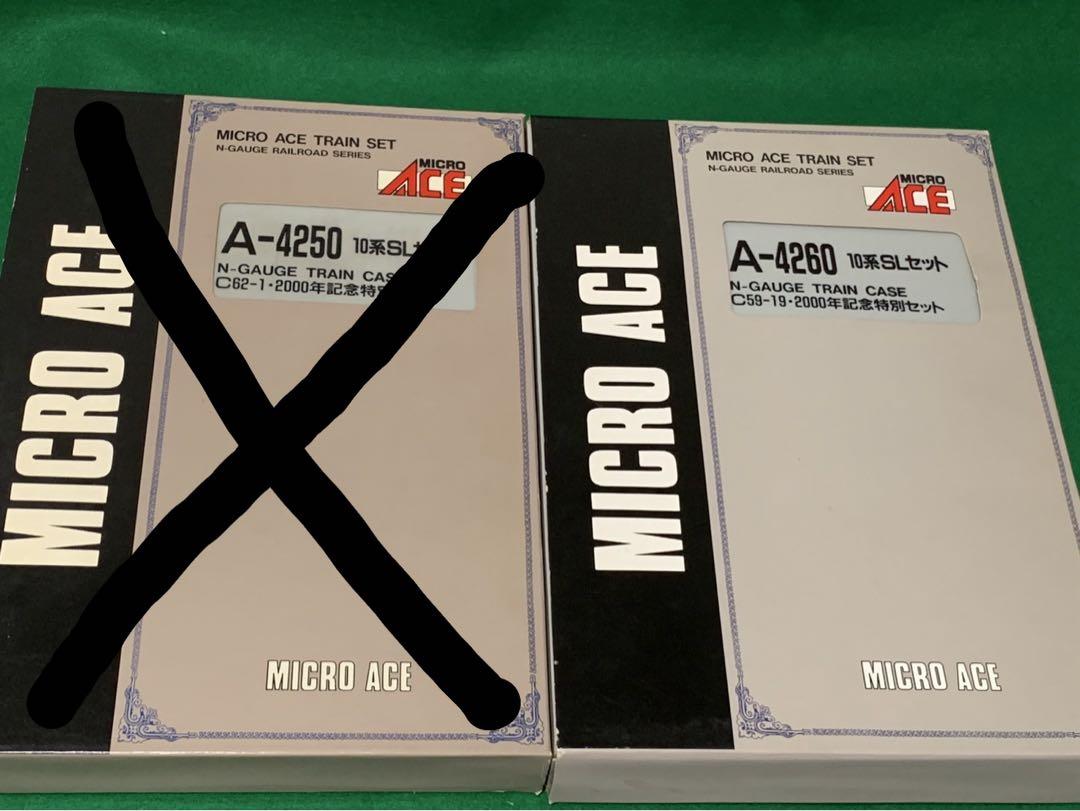 MICRO ACE
MICRO ACE TRAIN SET
N-GAUGE RAILROAD SERIES
MICRO
ACE
A-4250 10系SL
N-GAUGE TRAIN CAS
C62-1・2000年記念特別
MICRO ACE
MICRO ACE
MICRO ACE TRAIN SET
N-GAUGE RAILROAD SERIES
MICRO
ACE
A-4260 10系SLセット
N-GAUGE TRAIN CASE
C59-19・2000年記念特別セット
MICRO ACE